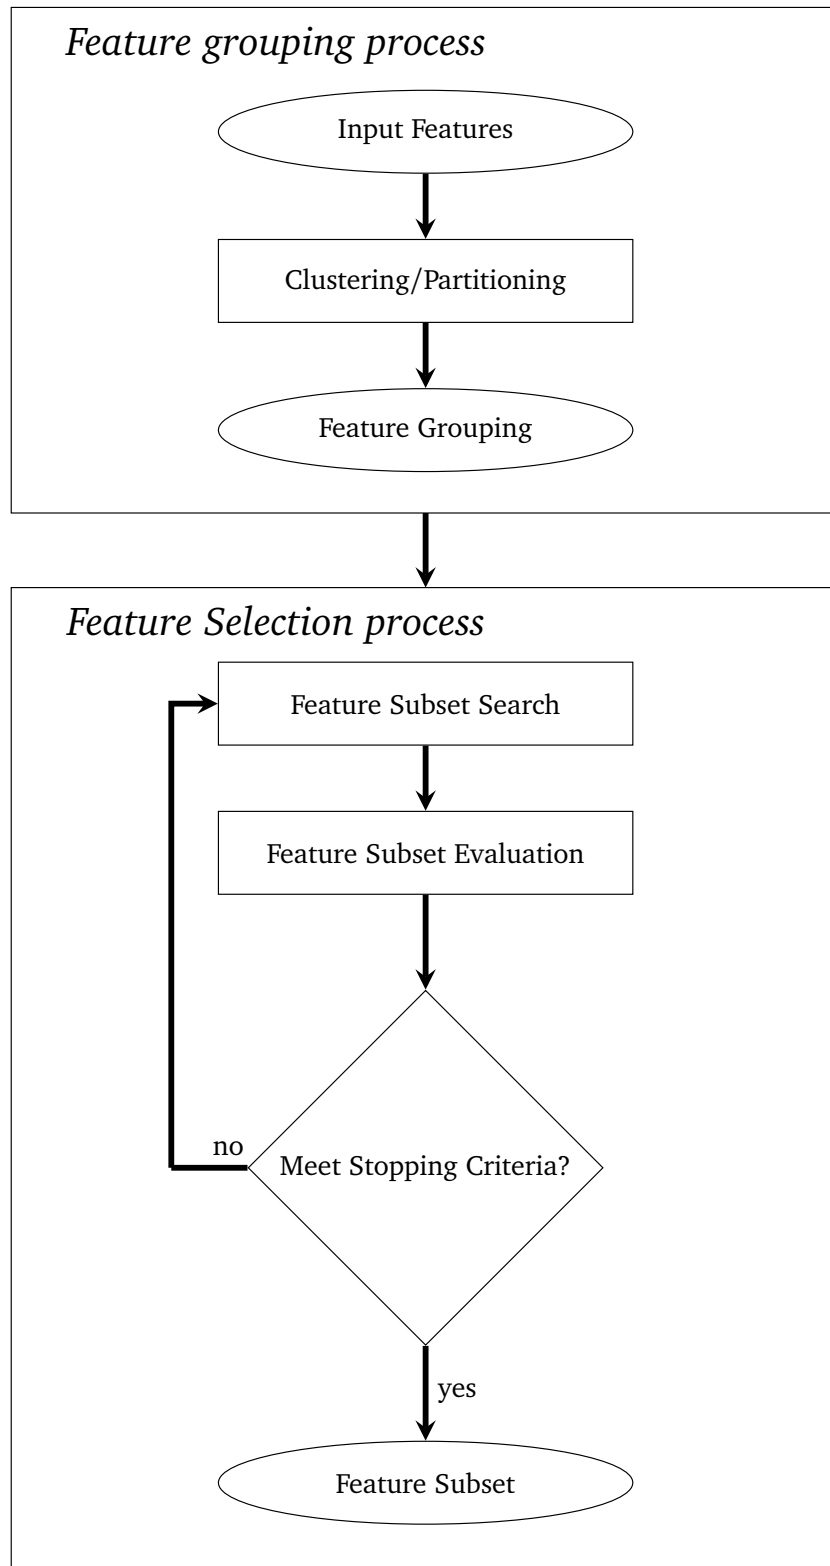 Feature grouping process
Input Features
Clustering/Partitioning
Feature Grouping
Feature Selection process
Feature Subset Search
Feature Subset Evaluation
no
Meet Stopping Criteria?
yes
Feature Subset